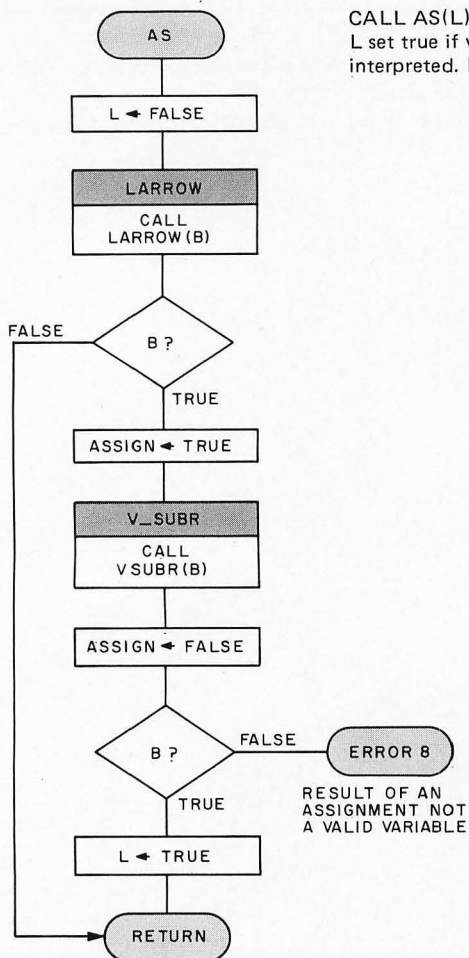 CALL AS(L)
L set true if
interpreted.
AS
L ← FALSE
LARROW
CALL
LARROW(B)
FALSE
B ?
TRUE
ASSIGN ← TRUE
V_SUBR
CALL
VSUBR(B)
ASSIGN ← FALSE
B ?
FALSE
ERROR 8
TRUE
RESULT OF AN
ASSIGNMENT NOT
A VALID VARIABLE
L ← TRUE
RETURN